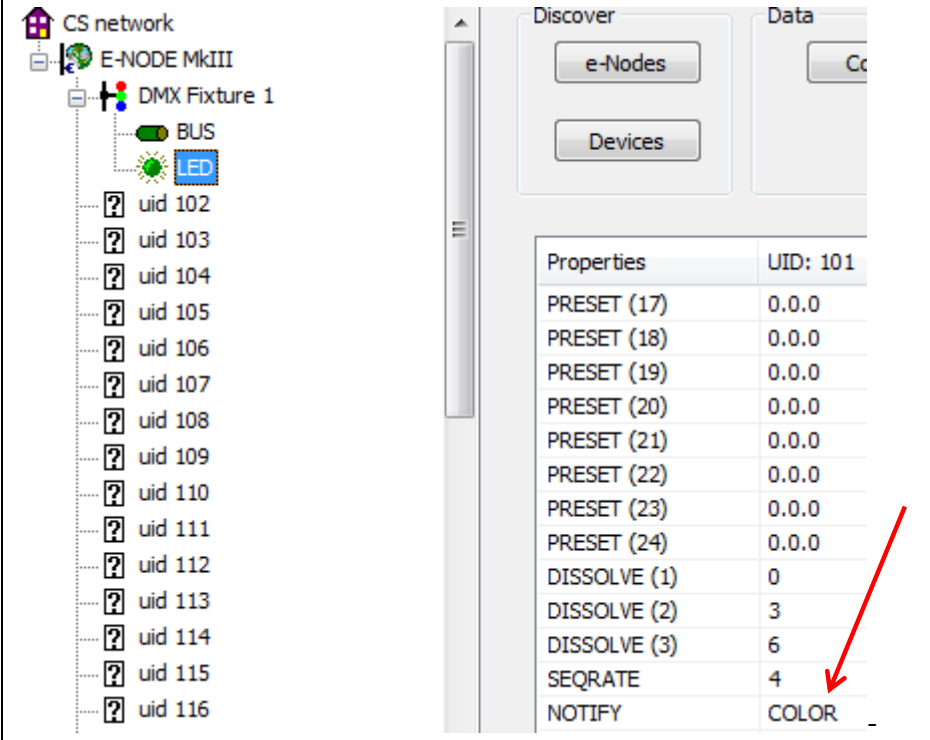 CS network
E-NODE MkIII
DMX Fixture 1
BUS
LED
uid 102
uid 103
uid 104
uid 105
uid 106
uid 107
uid 108
uid 109
uid 110
uid 111
uid 112
uid 113
uid 114
uid 115
uid 116
Discover
Data
e-Nodes
Co
Devices
Properties UID: 101
PRESET (17) 0.0.0
PRESET (18) 0.0.0
PRESET (19) 0.0.0
PRESET (20) 0.0.0
PRESET (21) 0.0.0
PRESET (22) 0.0.0
PRESET (23) 0.0.0
PRESET (24) 0.0.0
DISSOLVE (1) 0
DISSOLVE (2) 3
DISSOLVE (3) 6
SEQRATE 4
NOTIFY COLOR